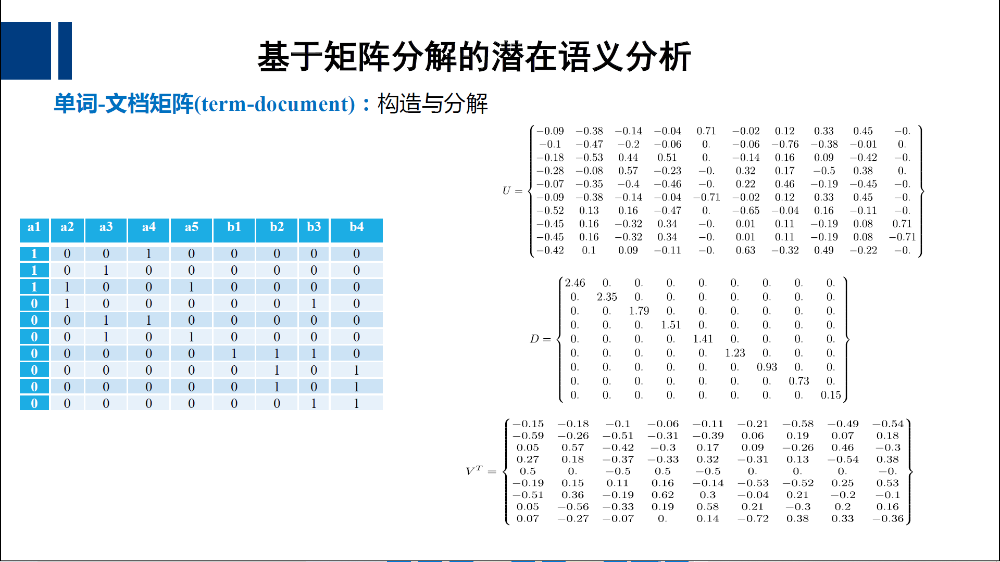 基于矩阵分解的潜在语义分析
单词-文档矩阵(term-document)：构造与分解
a1 a2 a3 a4 a5 b1 b2 b3 b4
1 0 0 1 0 0 0 0 0
1 0 1 0 0 0 0 0 0
1 1 0 0 1 0 0 0 0
0 1 0 0 0 0 0 1 0
0 0 1 1 0 0 0 0 0
0 0 1 0 1 0 0 0 0
0 0 0 0 0 1 1 1 0
0 0 0 0 0 0 1 0 1
0 0 0 0 0 0 1 0 1
0 0 0 0 0 0 0 1 1
U =
−0.09 −0.38 −0.14 −0.04 0.71 −0.02 0.12 0.33 0.45 −0.
−0.1 −0.47 −0.2 −0.06 0. −0.06 −0.76 −0.38 −0.01 0.
−0.18 −0.53 0.44 0.51 0. −0.14 0.16 0.09 −0.42 −0.
−0.28 −0.08 0.57 −0.23 −0. 0.32 0.17 −0.5 0.38 0.
−0.07 −0.35 −0.4 −0.46 −0. 0.22 0.46 −0.19 −0.45 −0.
−0.09 −0.38 −0.14 −0.04 −0.71 −0.02 0.12 0.33 0.45 −0.
−0.52 0.13 0.16 −0.47 0. −0.65 −0.04 0.16 −0.11 −0.
−0.45 0.16 −0.32 0.34 −0. 0.01 0.11 −0.19 0.08 0.71
−0.45 0.16 −0.32 0.34 −0. 0.01 0.11 −0.19 0.08 −0.71
−0.42 0.1 0.09 −0.11 −0. 0.63 −0.32 0.49 −0.22 −0.
D =
2.46 0. 0. 0. 0. 0. 0. 0. 0.
0. 2.35 0. 0. 0. 0. 0. 0. 0.
0. 0. 1.79 0. 0. 0. 0. 0. 0.
0. 0. 0. 1.51 0. 0. 0. 0. 0.
0. 0. 0. 0. 1.41 0. 0. 0. 0.
0. 0. 0. 0. 0. 1.23 0. 0. 0.
0. 0. 0. 0. 0. 0. 0.93 0. 0.
0. 0. 0. 0. 0. 0. 0. 0.73 0.
0. 0. 0. 0. 0. 0. 0. 0. 0.15
V^T =
−0.15 −0.18 −0.1 −0.06 −0.11 −0.21 −0.58 −0.49 −0.54
−0.59 −0.26 −0.51 −0.31 −0.39 0.06 0.19 0.07 0.18
0.05 0.57 −0.42 −0.3 0.17 0.09 −0.26 0.46 −0.3
0.27 0.18 −0.37 −0.33 0.32 −0.31 0.13 −0.54 0.38
0.5 0. −0.5 0.5 −0.5 0. 0. 0. −0.
−0.19 0.15 0.11 0.16 −0.14 −0.53 −0.52 0.25 0.53
−0.51 0.36 −0.19 0.62 0.3 −0.04 0.21 −0.2 −0.1
0.05 −0.56 −0.33 0.19 0.58 0.21 −0.3 0.2 0.16
0.07 −0.27 −0.07 0. 0.14 −0.72 0.38 0.33 −0.36